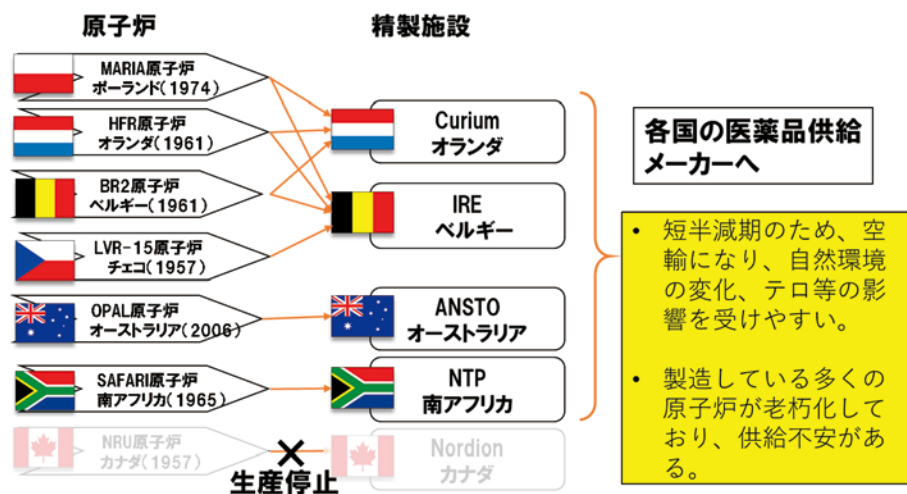 原子炉
精製施設
MARIA原子炉
ポーランド(1974)
HFR原子炉
オランダ(1961)
BR2原子炉
ベルギー(1961)
LVR-15原子炉
チェコ(1957)
OPAL原子炉
オーストラリア(2006)
SAFARI原子炉
南アフリカ(1965)
NRU原子炉
カナダ(1957)
生産停止
Curium
オランダ
IRE
ベルギー
ANSTO
オーストラリア
NTP
南アフリカ
Nordion
カナダ
各国の医薬品供給
メーカーへ
• 短半減期のため、空
輸になり、自然環境
の変化、テロ等の影
響を受けやすい。
• 製造している多くの
原子炉が老朽化して
おり、供給不安があ
る。